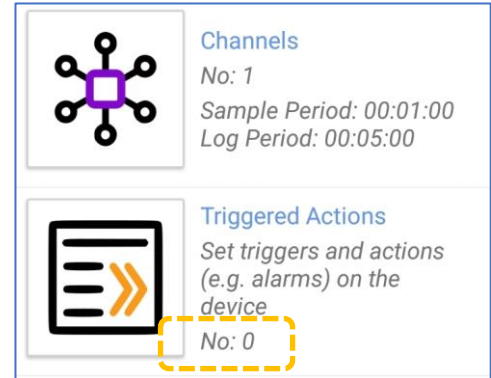 Channels
No: 1
Sample Period: 00:01:00
Log Period: 00:05:00
Triggered Actions
Set triggers and actions
(e.g. alarms) on the
device
No: 0